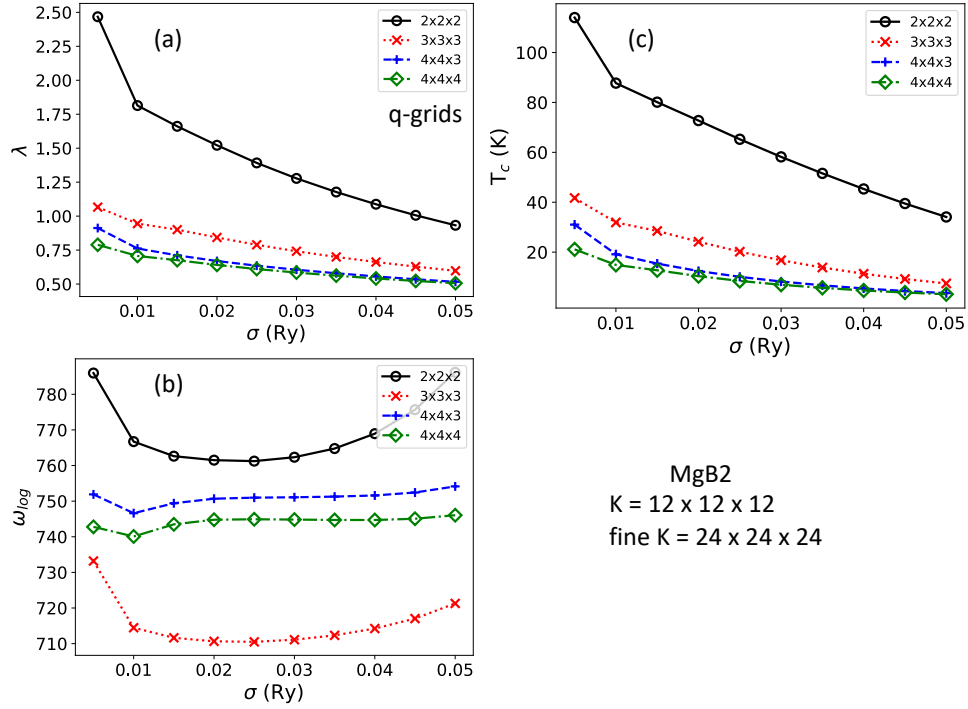 (a)
2x2x2
3x3x3
4x4x3
4x4x4
q-grids
2.50
2.25
2.00
1.75
1.50
1.25
1.00
0.75
0.50
λ
0.01
0.02
0.03
0.04
0.05
σ (Ry)
(c)
2x2x2
3x3x3
4x4x3
4x4x4
100
80
60
40
20
T_c (K)
0.01
0.02
0.03
0.04
0.05
σ (Ry)
(b)
2x2x2
3x3x3
4x4x3
4x4x4
780
770
760
750
740
730
720
710
ω_log
0.01
0.02
0.03
0.04
0.05
σ (Ry)
MgB2
K = 12 x 12 x 12
fine K = 24 x 24 x 24